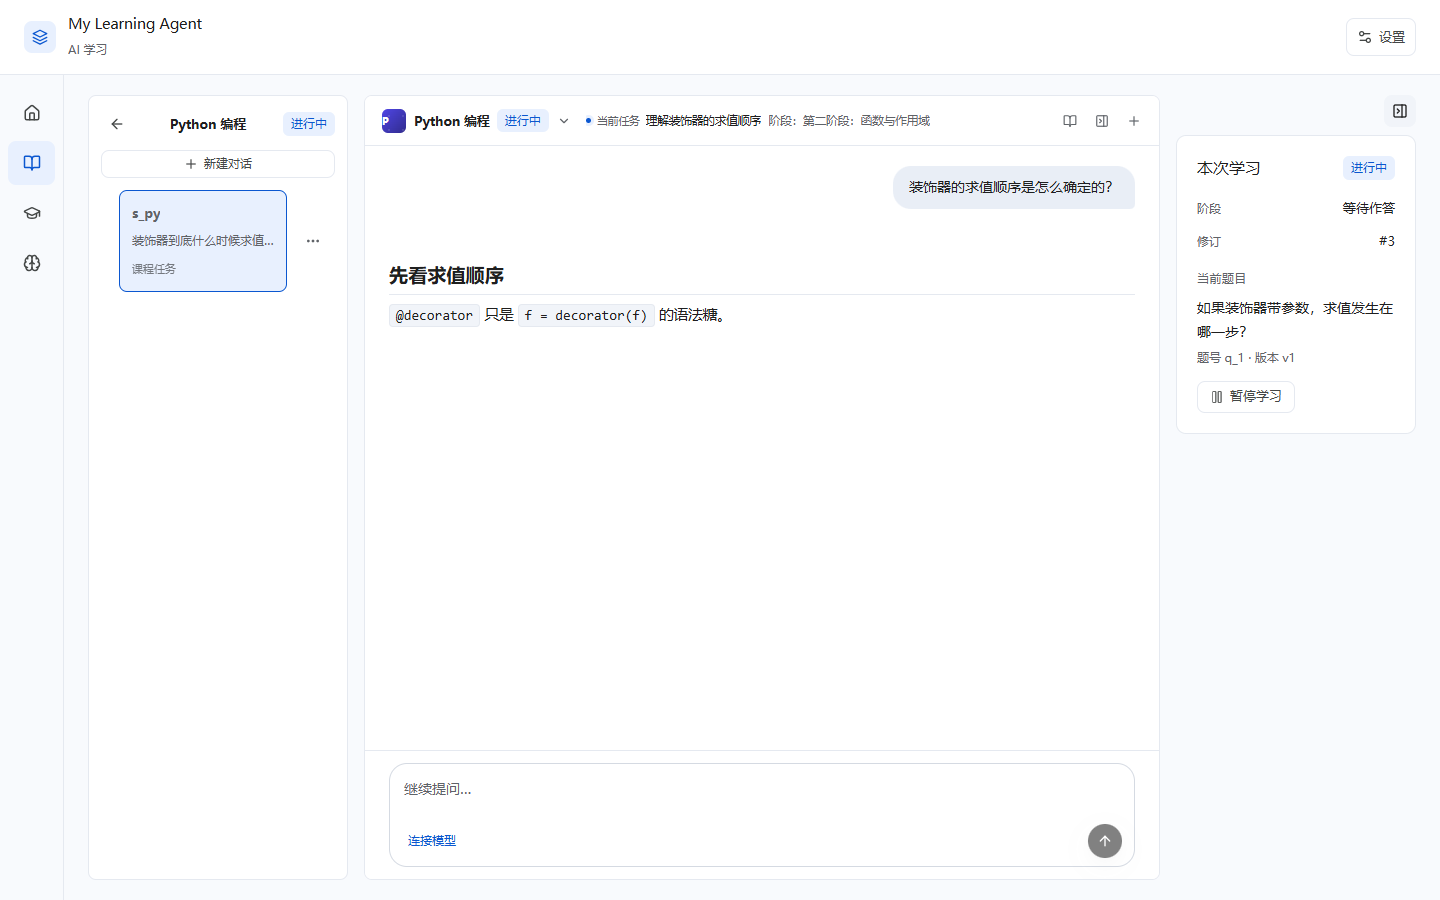 My Learning Agent
AI 学习
设置
Python 编程
进行中
新建对话
s_py
装饰器到底什么时候求值...
课程任务
P
Python 编程
进行中
当前任务 理解装饰器的求值顺序 阶段：第二阶段：函数与作用域
装饰器的求值顺序是怎么确定的？
先看求值顺序
@decorator 只是 f = decorator(f) 的语法糖。
继续提问...
连接模型
本次学习
进行中
阶段
等待作答
修订
#3
当前题目
如果装饰器带参数，求值发生在
哪一步？
题号 q_1 · 版本 v1
暂停学习